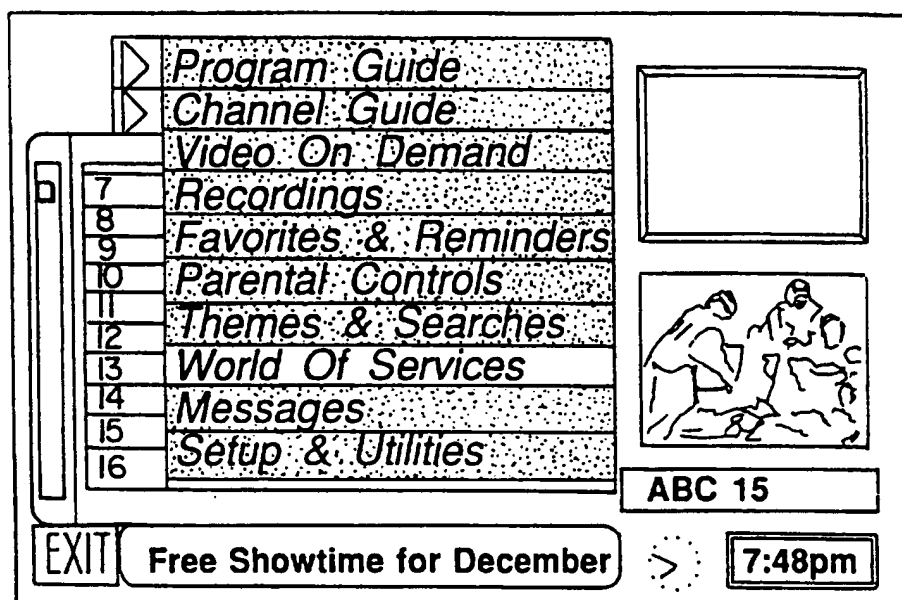 Program Guide
Channel Guide
Video On Demand
7 Recordings
8
9 Favorites & Reminders
10 Parental Controls
11
12 Themes & Searches
13 World Of Services
14 Messages
15
16 Setup & Utilities
ABC 15
EXIT Free Showtime for December 7:48pm